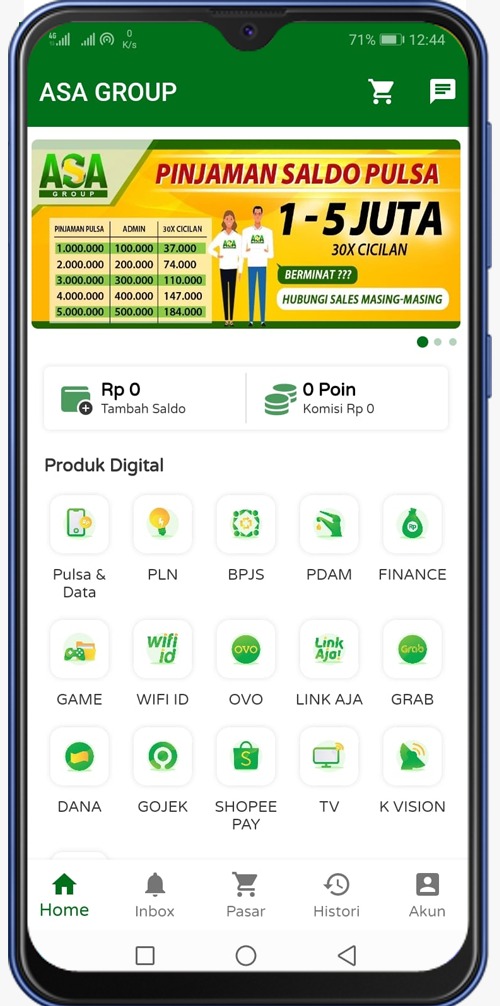 4G
0
K/s
71%
12:44
ASA GROUP
ASA
GROUP
PINJAMAN SALDO PULSA
1 - 5 JUTA
30X CICILAN
PINJAMAN PULSA ADMIN 30X CICILAN
1.000.000 100.000 37.000
2.000.000 200.000 74.000
3.000.000 300.000 110.000
4.000.000 400.000 147.000
5.000.000 500.000 184.000
ASA ASA
BERMINAT ???
HUBUNGI SALES MASING-MASING
Rp 0
Tambah Saldo
0 Poin
Komisi Rp 0
Produk Digital
Rp
Pulsa &
Data
PLN
BPJS
PDAM
FINANCE
wifi
id
OVO
Link
Aja!
Grab
GAME
WIFI ID
OVO
LINK AJA
GRAB
S
DANA
GOJEK
SHOPEE
PAY
TV
K VISION
Home
Inbox
Pasar
Histori
Akun